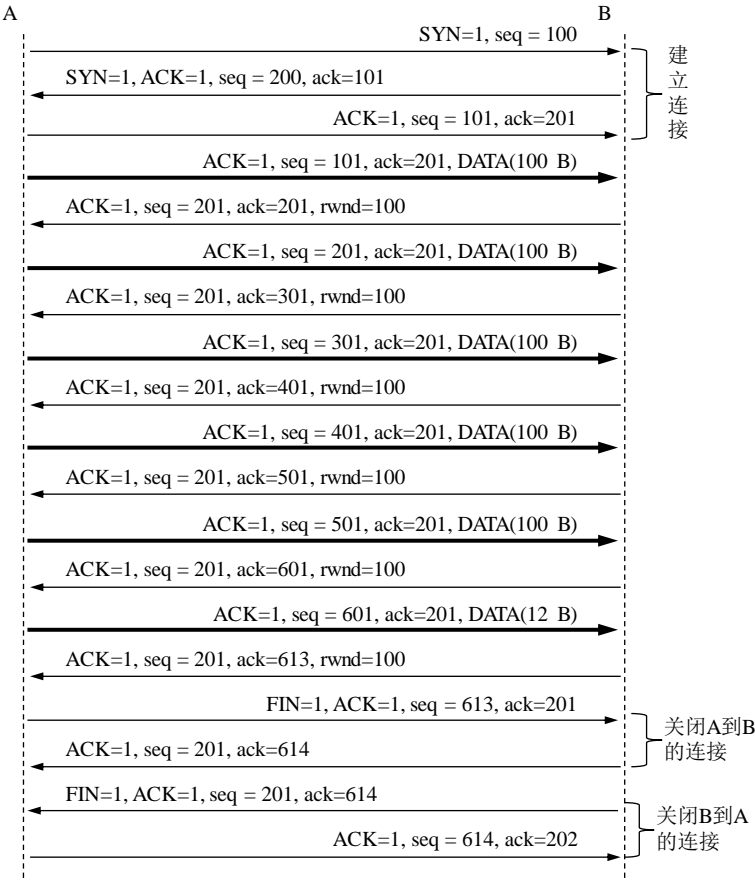 A
B
SYN=1, seq = 100
SYN=1, ACK=1, seq = 200, ack=101
ACK=1, seq = 101, ack=201
建
立
连
接
ACK=1, seq = 101, ack=201, DATA(100 B)
ACK=1, seq = 201, ack=201, rwnd=100
ACK=1, seq = 201, ack=201, DATA(100 B)
ACK=1, seq = 201, ack=301, rwnd=100
ACK=1, seq = 301, ack=201, DATA(100 B)
ACK=1, seq = 201, ack=401, rwnd=100
ACK=1, seq = 401, ack=201, DATA(100 B)
ACK=1, seq = 201, ack=501, rwnd=100
ACK=1, seq = 501, ack=201, DATA(100 B)
ACK=1, seq = 201, ack=601, rwnd=100
ACK=1, seq = 601, ack=201, DATA(12 B)
ACK=1, seq = 201, ack=613, rwnd=100
FIN=1, ACK=1, seq = 613, ack=201
ACK=1, seq = 201, ack=614
关闭A到B
的连接
FIN=1, ACK=1, seq = 201, ack=614
ACK=1, seq = 614, ack=202
关闭B到A
的连接